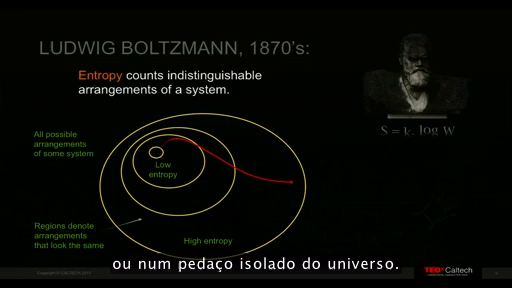 LUDWIG BOLTZMANN, 1870's:
Entropy counts indistinguishable
arrangements of a system.
S = k. log W
All possible
arrangements
of some system
Low
entropy
Regions denote
arrangements
that look the same
High entropy
ou num pedaço isolado do universo.
TEDxCaltech